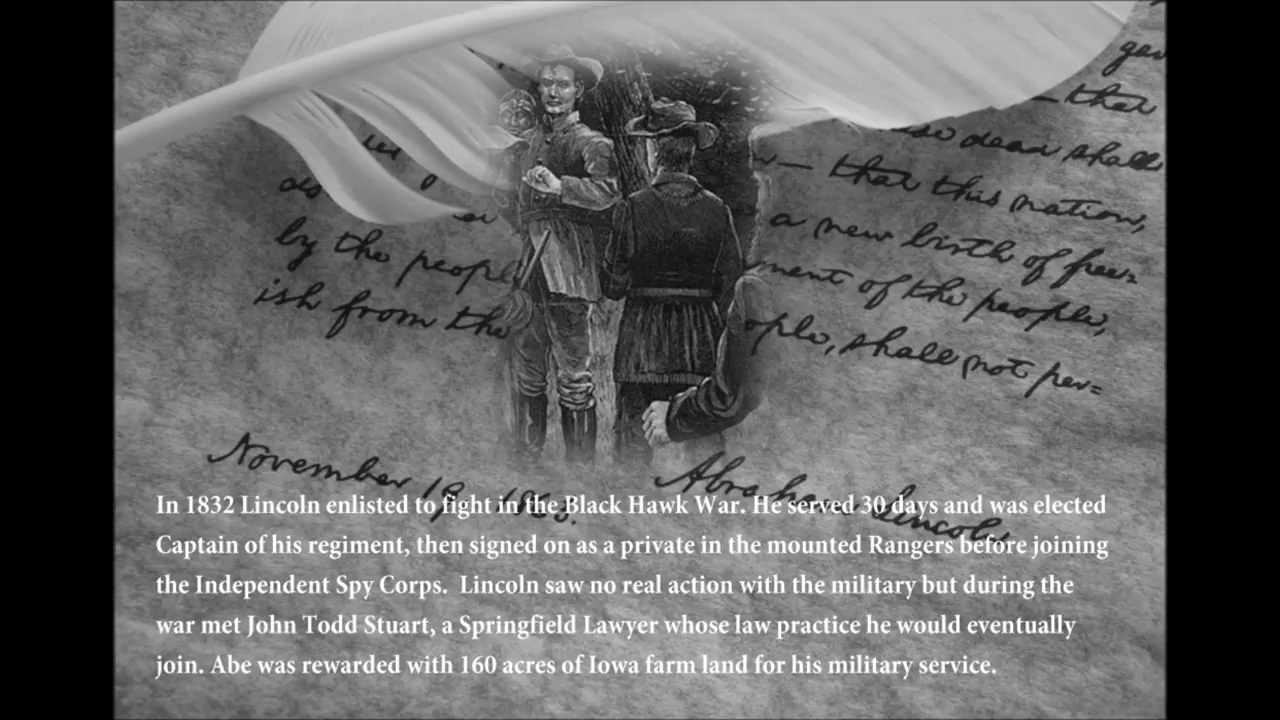 gov
— that
these dead shall
— that this nation,
a new birth of free=
by the people
ment of the people,
ish from the
ople, shall not per=
November 19, 1863.
Abraham Lincoln
In 1832 Lincoln enlisted to fight in the Black Hawk War. He served 30 days and was elected
Captain of his regiment, then signed on as a private in the mounted Rangers before joining
the Independent Spy Corps.  Lincoln saw no real action with the military but during the
war met John Todd Stuart, a Springfield Lawyer whose law practice he would eventually
join. Abe was rewarded with 160 acres of Iowa farm land for his military service.